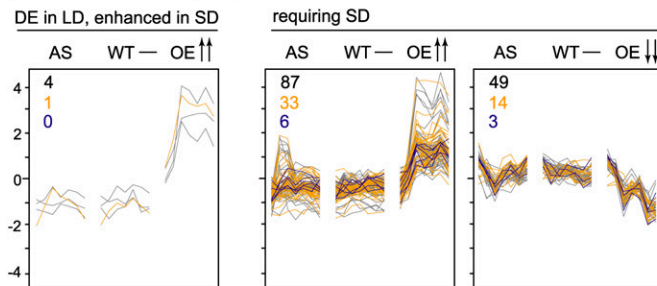 DE in LD, enhanced in SD
requiring SD
AS WT — OE ↑↑
AS WT — OE ↑↑
AS WT — OE ↓↓
4
1
0
87
33
6
49
14
3
4
2
0
-2
-4